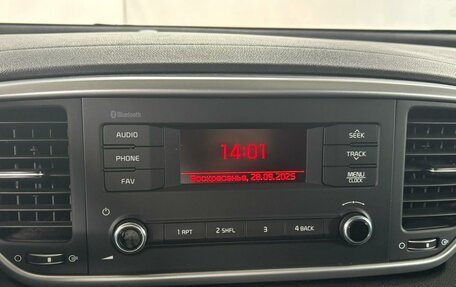 Bluetooth
AUDIO
PHONE
FAV
14:01
Воскресенье, 28.09.2025
SEEK
TRACK
MENU
CLOCK
1 RPT
2 SHFL
3
4 BACK